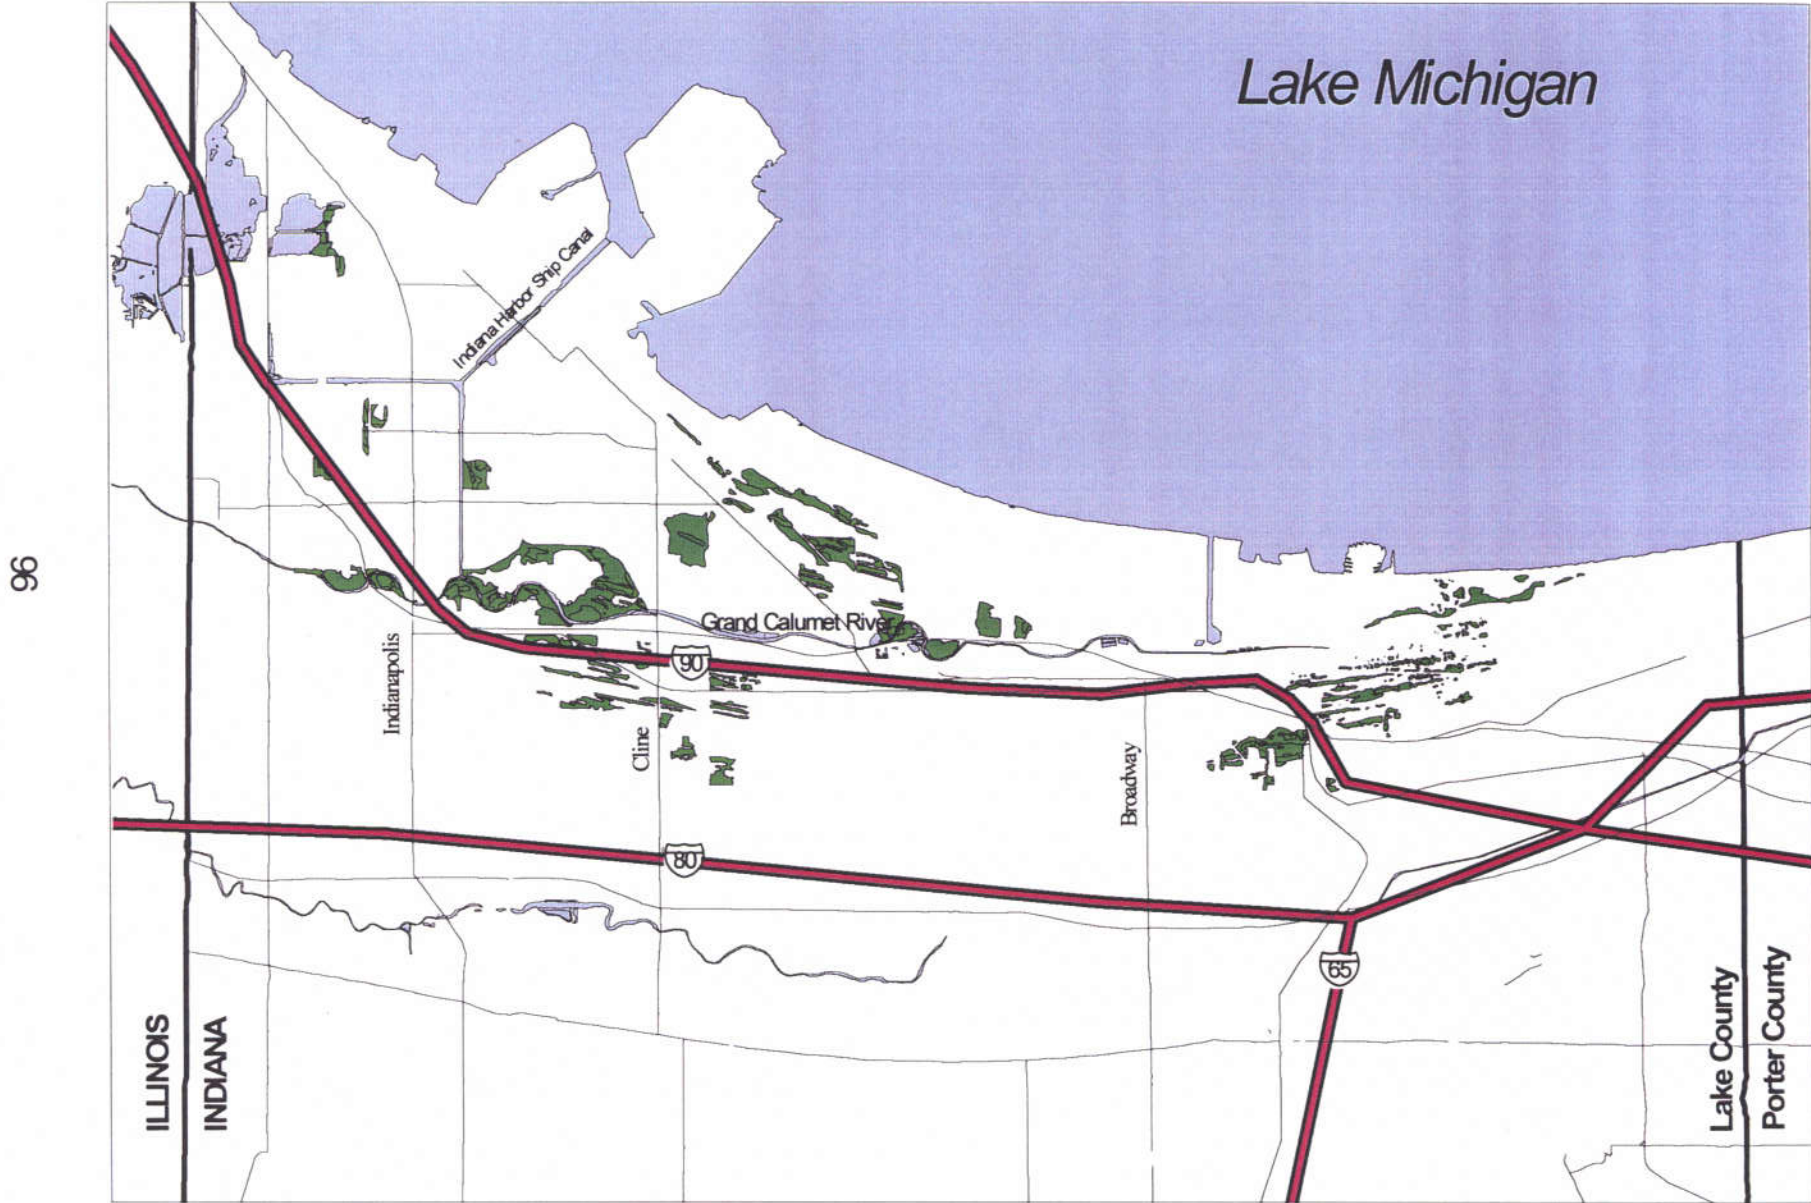 Lake Michigan
Indiana Harbor Ship Canal
96
Grand Calumet River
Indianapolis
90
Cline
Broadway
80
65
ILLINOIS
INDIANA
Lake County
Porter County